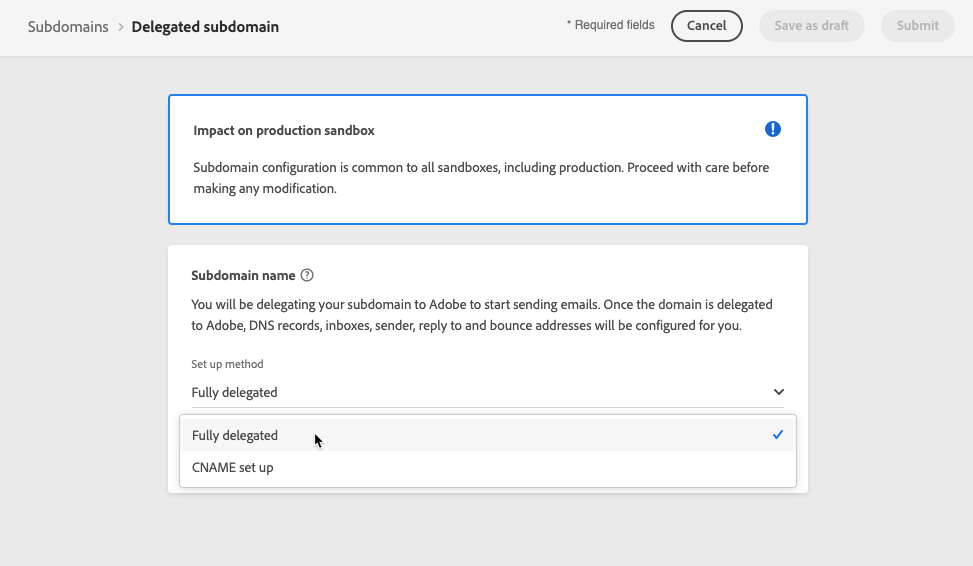 Subdomains > Delegated subdomain
* Required fields
Cancel
Save as draft
Submit
Impact on production sandbox
Subdomain configuration is common to all sandboxes, including production. Proceed with care before
making any modification.
Subdomain name
You will be delegating your subdomain to Adobe to start sending emails. Once the domain is delegated
to Adobe, DNS records, inboxes, sender, reply to and bounce addresses will be configured for you.
Set up method
Fully delegated
Fully delegated
CNAME set up